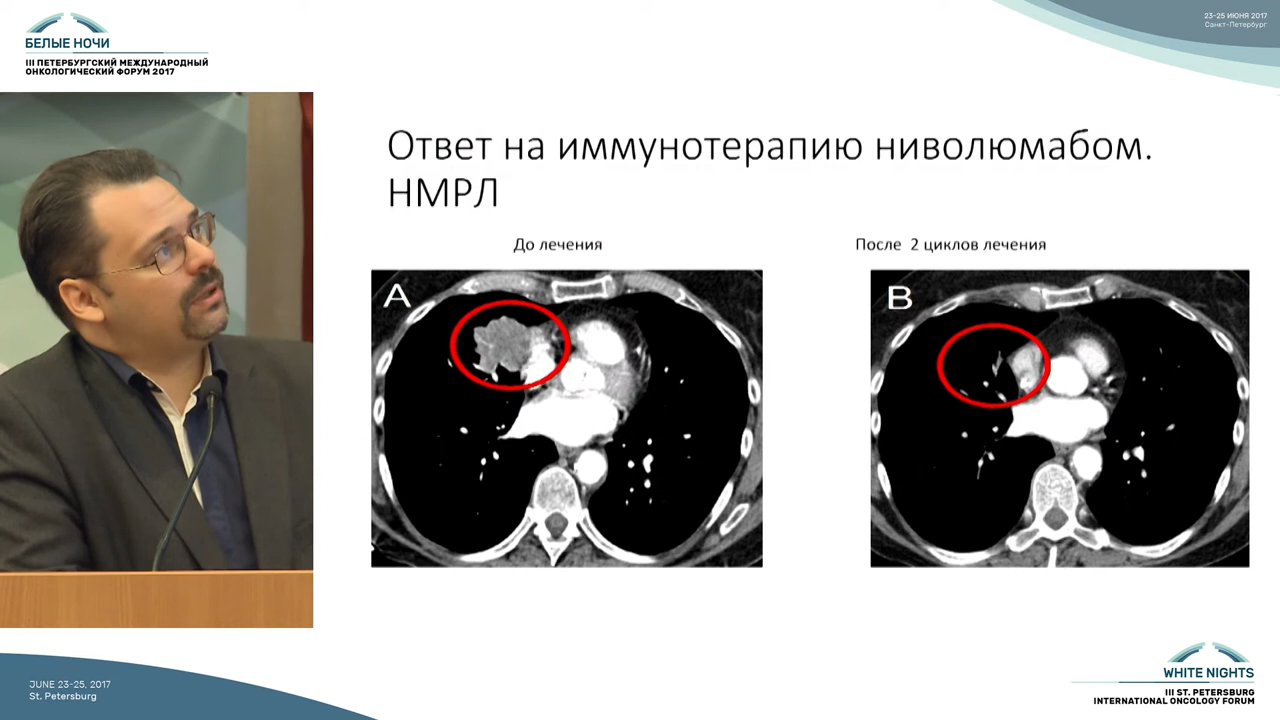 БЕЛЫЕ НОЧИ
III ПЕТЕРБУРГСКИЙ МЕЖДУНАРОДНЫЙ
ОНКОЛОГИЧЕСКИЙ ФОРУМ 2017
23-25 ИЮНЯ 2017
Санкт-Петербург
Ответ на иммунотерапию ниволюмабом.
НМРЛ
До лечения
После 2 циклов лечения
A
B
JUNE 23-25, 2017
St. Petersburg
WHITE NIGHTS
III ST. PETERSBURG
INTERNATIONAL ONCOLOGY FORUM